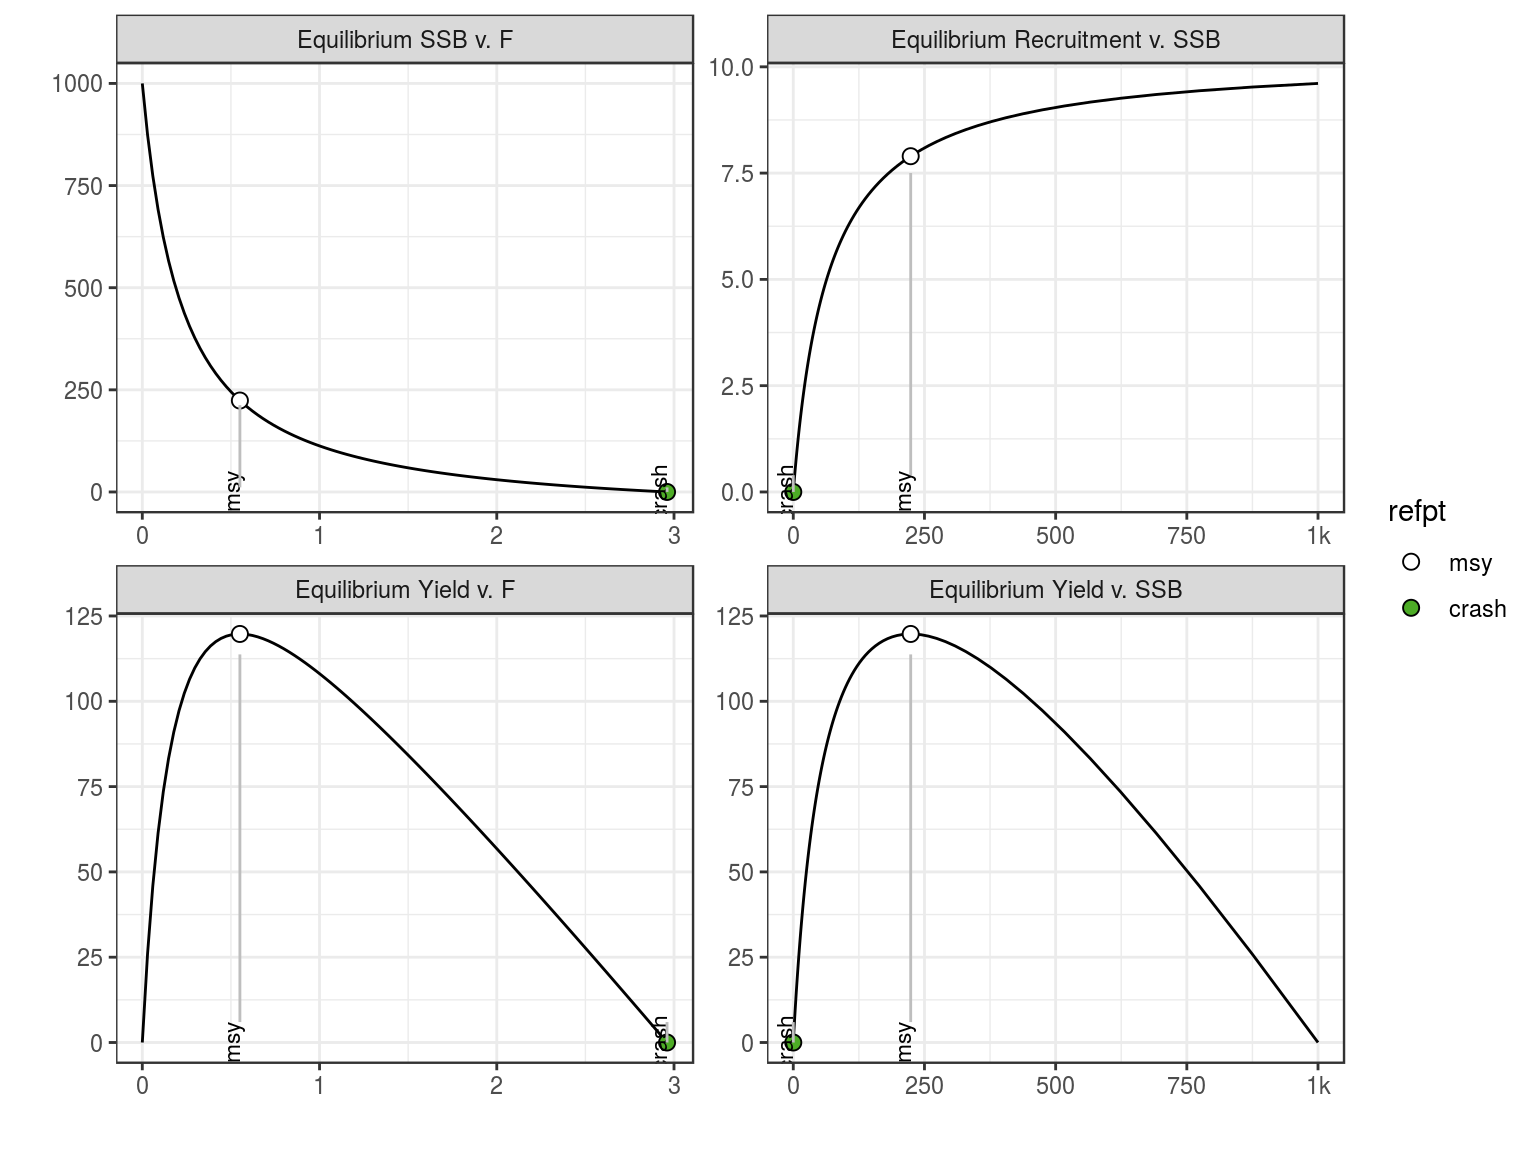 Equilibrium SSB v. F
1000
750
500
250
0
msy
crash
0 1 2 3
Equilibrium Recruitment v. SSB
10.0
7.5
5.0
2.5
0.0
crash
msy
0 250 500 750 1k
Equilibrium Yield v. F
125
100
75
50
25
0
msy
crash
0 1 2 3
Equilibrium Yield v. SSB
125
100
75
50
25
0
crash
msy
0 250 500 750 1k
refpt
msy
crash